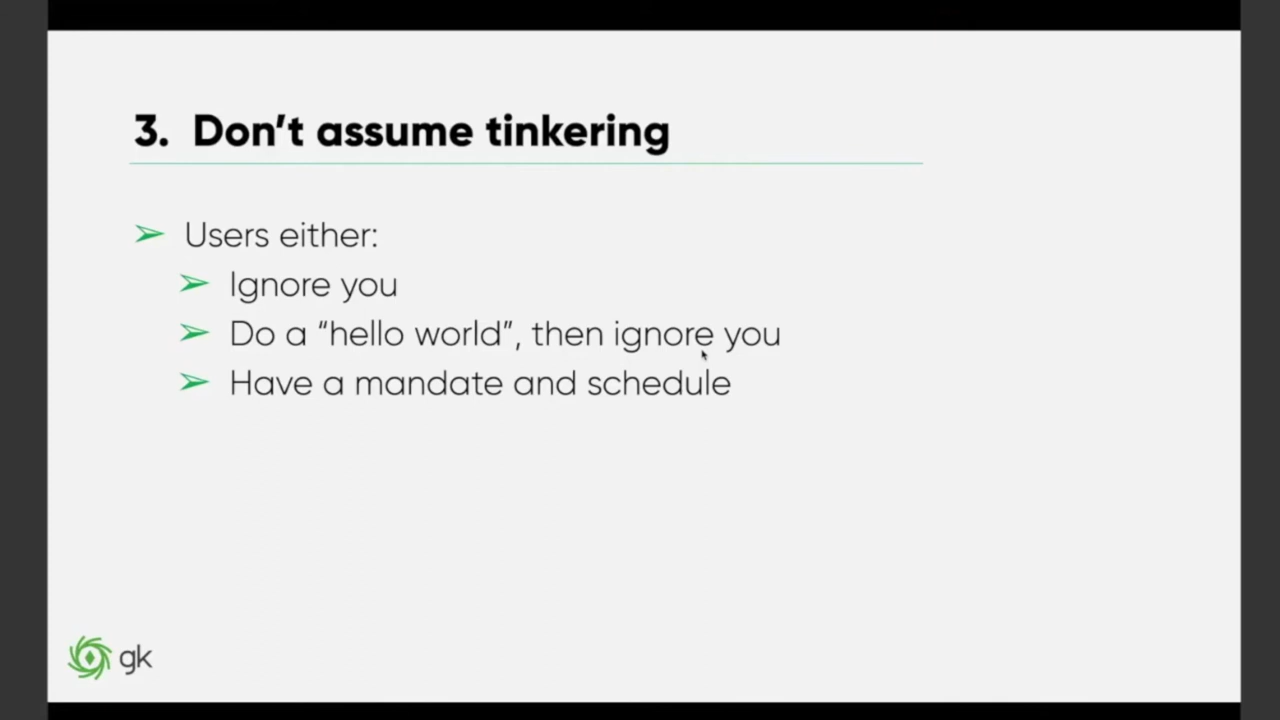 3. Don’t assume tinkering
➢ Users either:
➢ Ignore you
➢ Do a “hello world”, then ignore you
➢ Have a mandate and schedule
gk